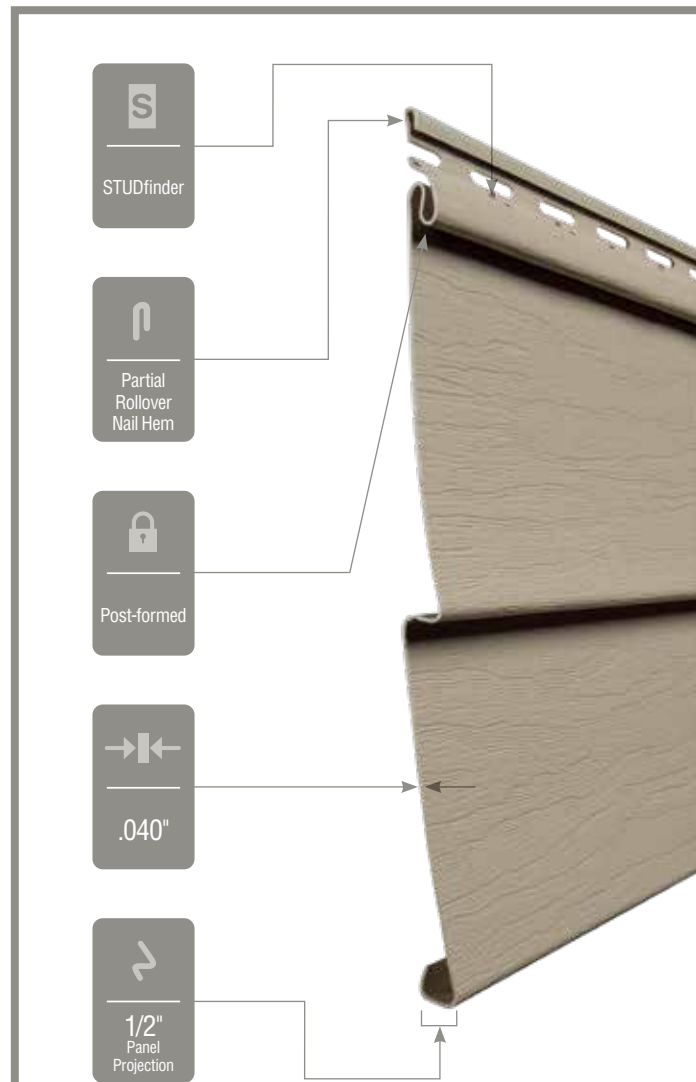 S
STUDfinder
Partial
Rollover
Nail Hem
Post-formed
.040"
1/2"
Panel
Projection